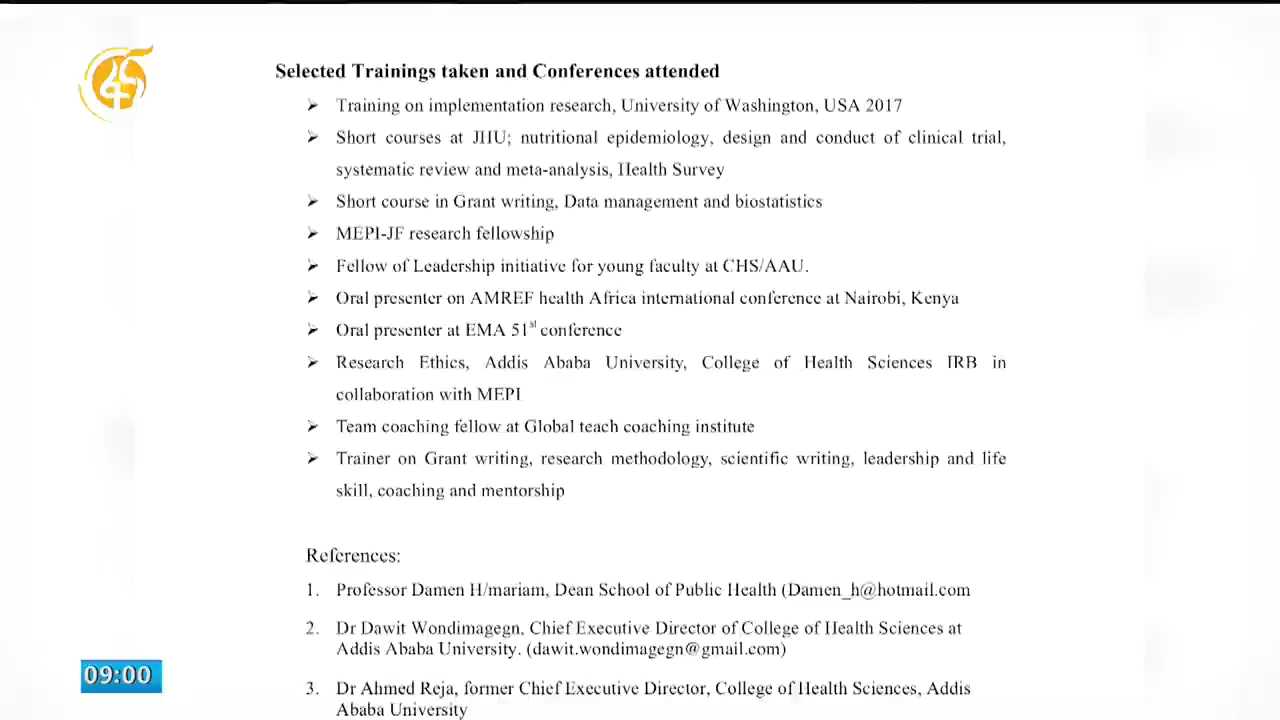 Selected Trainings taken and Conferences attended
➢ Training on implementation research, University of Washington, USA 2017
➢ Short courses at JHU; nutritional epidemiology, design and conduct of clinical trial,
systematic review and meta-analysis, Health Survey
➢ Short course in Grant writing, Data management and biostatistics
➢ MEPI-JF research fellowship
➢ Fellow of Leadership initiative for young faculty at CHS/AAU.
➢ Oral presenter on AMREF health Africa international conference at Nairobi, Kenya
➢ Oral presenter at EMA 51st conference
➢ Research Ethics, Addis Ababa University, College of Health Sciences IRB in
collaboration with MEPI
➢ Team coaching fellow at Global teach coaching institute
➢ Trainer on Grant writing, research methodology, scientific writing, leadership and life
skill, coaching and mentorship
References:
1. Professor Damen H/mariam, Dean School of Public Health (Damen_h@hotmail.com
2. Dr Dawit Wondimagegn, Chief Executive Director of College of Health Sciences at
Addis Ababa University. (dawit.wondimagegn@gmail.com)
3. Dr Ahmed Reja, former Chief Executive Director, College of Health Sciences, Addis
Ababa University
09:00